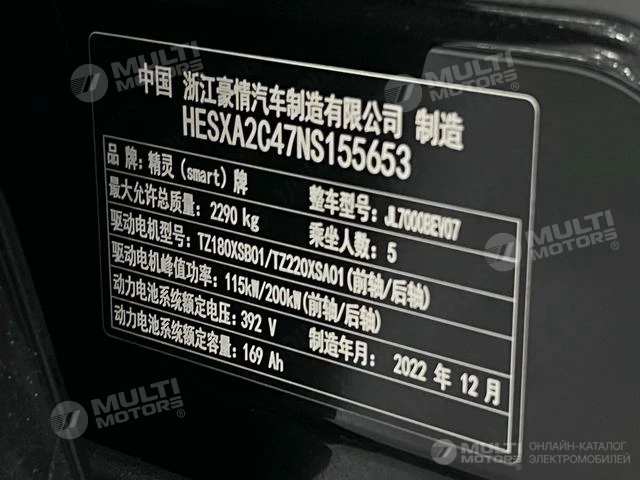 中国 浙江豪情汽车制造有限公司 制造
HESXA2C47NS155653
品 牌：精灵（smart）牌 整车型号：JL7000BEV07
最大允许总质量：2290 kg 乘坐人数：5
驱动电机型号：TZ180XSB01/TZ220XSA01(前轴/后轴)
驱动电机峰值功率：115kW/200kW(前轴/后轴)
动力电池系统额定电压：392 V 制造年月：2022 年 12 月
动力电池系统额定容量：169 Ah
MULTI MOTORS®
MULTI MOTORS®
MULTI MOTORS®
MULTI MOTORS®
MULTI MOTORS
ОНЛАЙН-КАТАЛОГ
ЭЛЕКТРОМОБИЛЕЙ